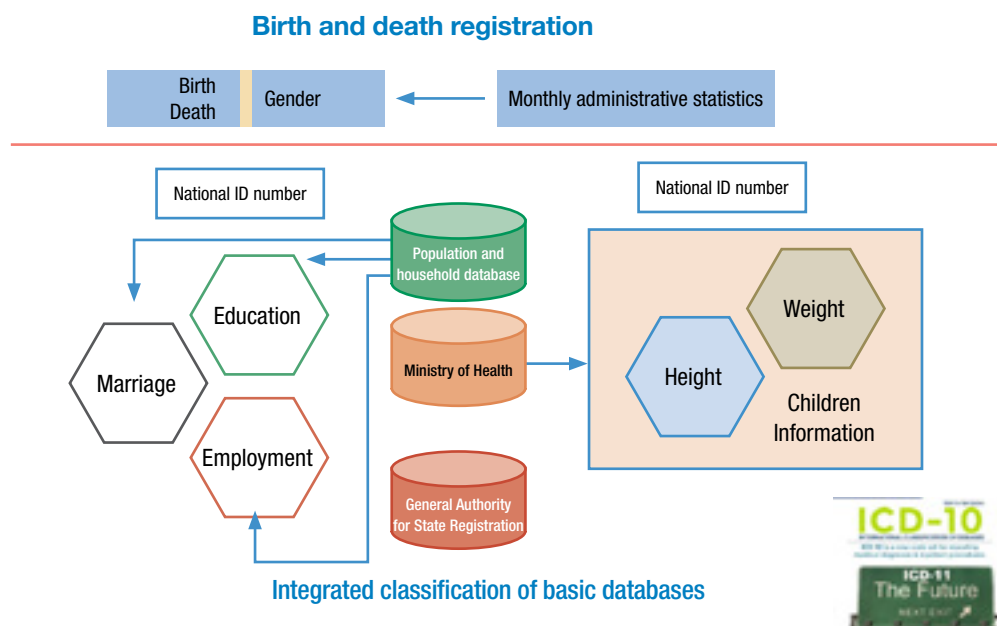 Birth and death registration
Birth
Death
Gender
Monthly administrative statistics
National ID number
National ID number
Population and
household database
Education
Weight
Marriage
Ministry of Health
Height
Children
Information
Employment
General Authority
for State Registration
Integrated classification of basic databases
ICD-10
ICD-11
The Future
NEXT EXIT